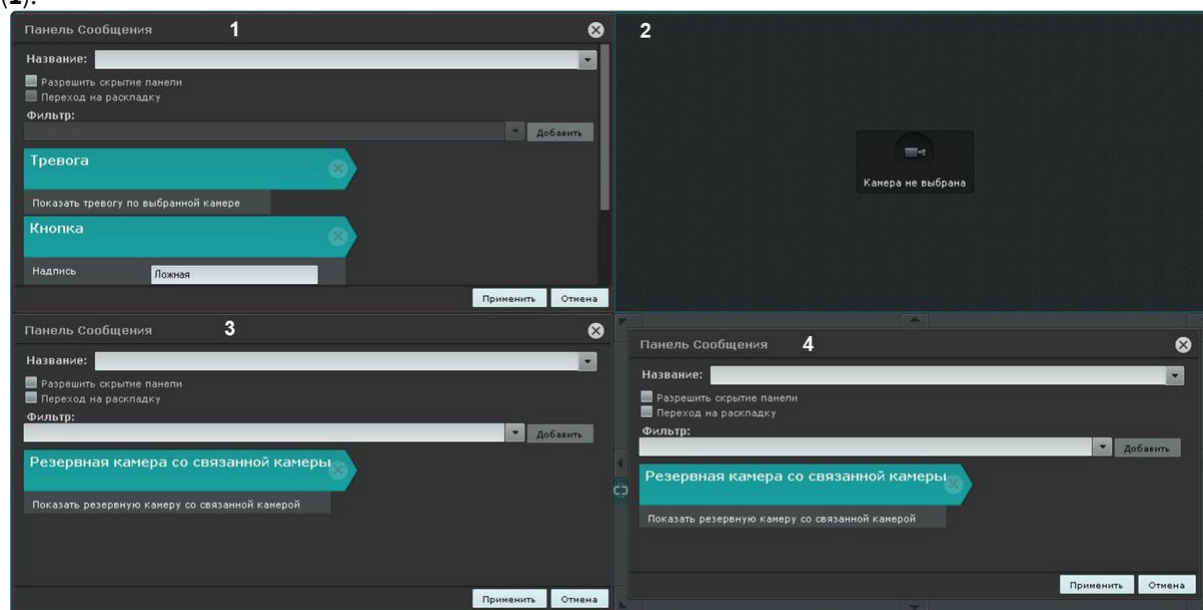 (1).
Панель Сообщения 1
Название:
Разрешить скрытие панели
Переход на раскладку
Фильтр:
Добавить
Тревога
Показать тревогу по выбранной камере
Кнопка
Надпись Ложная
Применить Отмена
2
Камера не выбрана
Панель Сообщения 3
Название:
Разрешить скрытие панели
Переход на раскладку
Фильтр:
Добавить
Резервная камера со связанной камеры
Показать резервную камеру со связанной камерой
Применить Отмена
Панель Сообщения 4
Название:
Разрешить скрытие панели
Переход на раскладку
Фильтр:
Добавить
Резервная камера со связанной камеры
Показать резервную камеру со связанной камерой
Применить Отмена